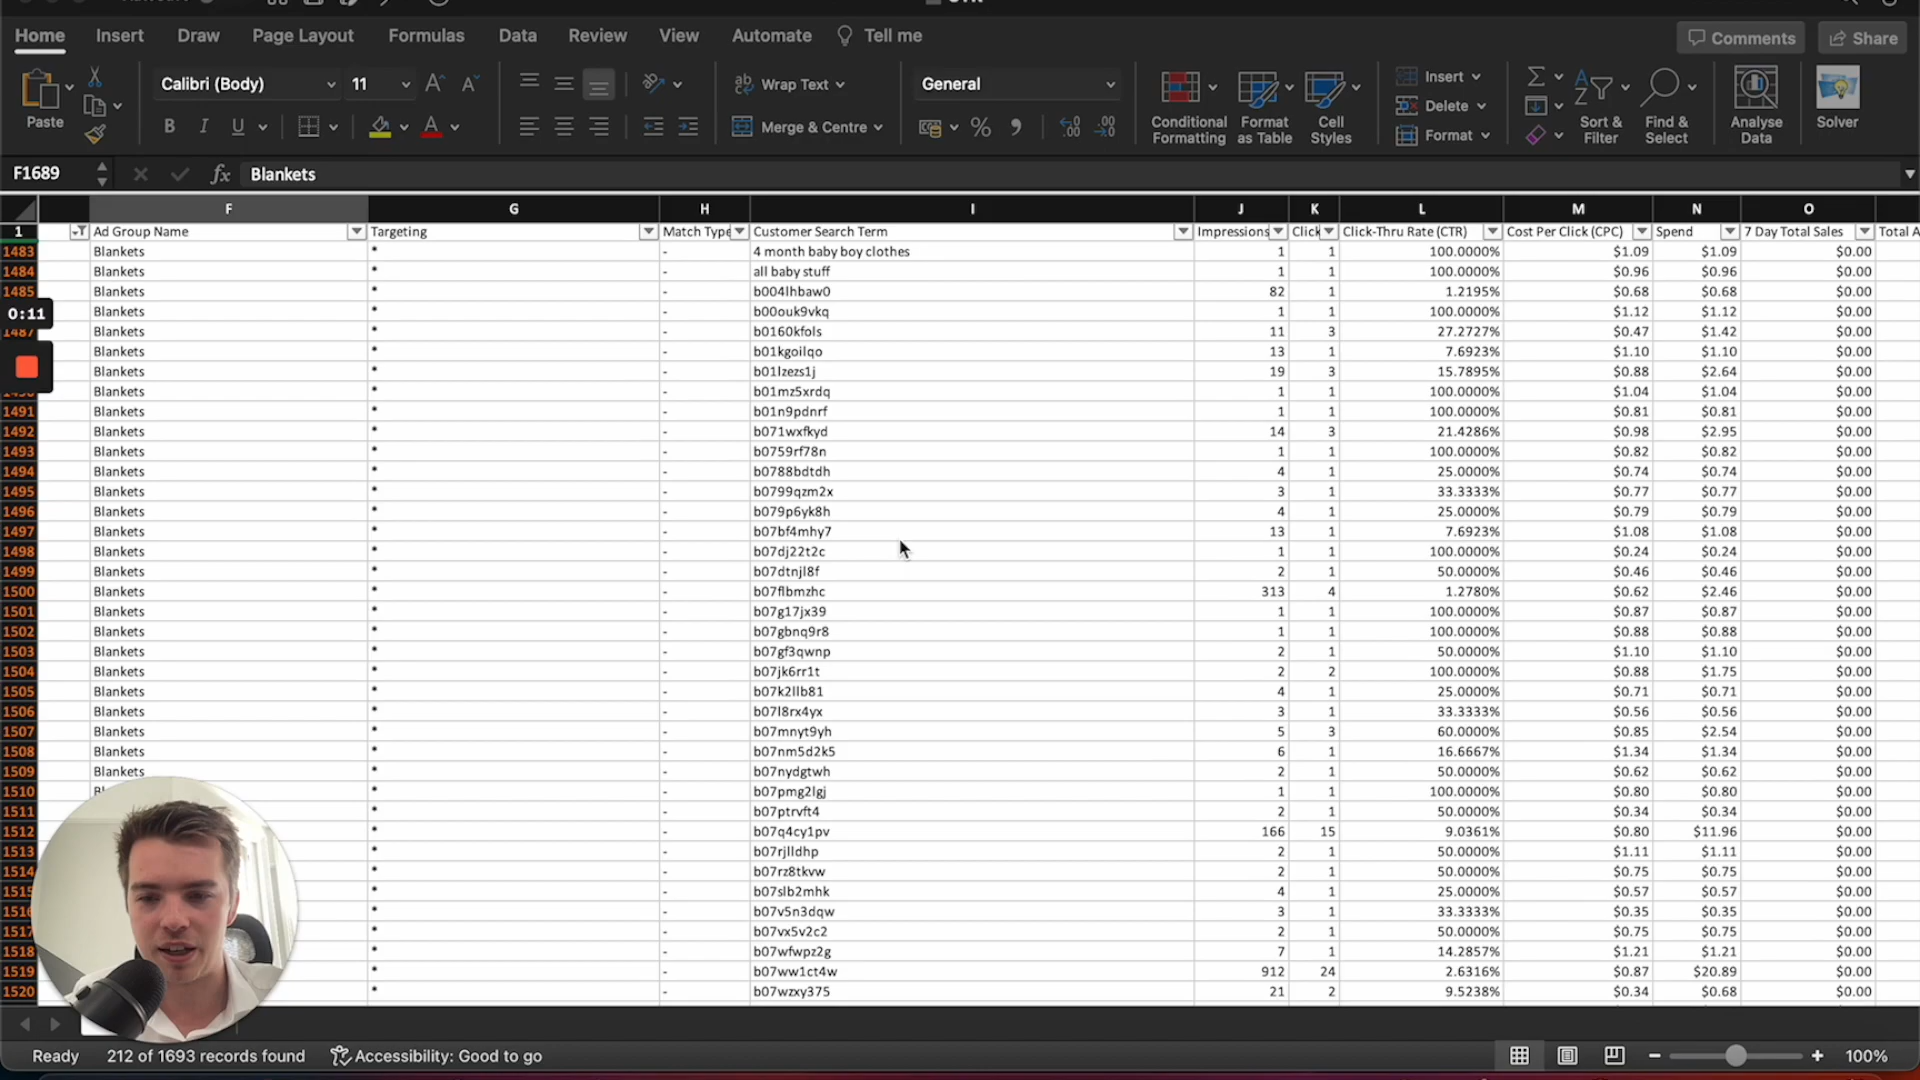 Home Insert Draw Page Layout Formulas Data Review View Automate Tell me Comments Share
Paste Calibri (Body) 11 Wrap Text General Insert
B I U Merge & Centre % Conditional Formatting Format as Table Cell Styles Delete Format Sort & Filter Find & Select Analyse Data Solver
F1689 fx Blankets
F G H I J K L M N O
1 Ad Group Name Targeting Match Type Customer Search Term Impressions Click Click-Thru Rate (CTR) Cost Per Click (CPC) Spend 7 Day Total Sales Total A
1483 Blankets * - 4 month baby boy clothes 1 1 100.0000% $1.09 $1.09 $0.00
1484 Blankets * - all baby stuff 1 1 100.0000% $0.96 $0.96 $0.00
1485 Blankets * - b004lhbaw0 82 1 1.2195% $0.68 $0.68 $0.00
0:11 Blankets * - b00ouk9vkq 1 1 100.0000% $1.12 $1.12 $0.00
1487 Blankets * - b0160kfols 11 3 27.2727% $0.47 $1.42 $0.00
Blankets * - b01kgoilqo 13 1 7.6923% $1.10 $1.10 $0.00
Blankets * - b01lzezs1j 19 3 15.7895% $0.88 $2.64 $0.00
Blankets * - b01mz5xrdq 1 1 100.0000% $1.04 $1.04 $0.00
1491 Blankets * - b01n9pdnrf 1 1 100.0000% $0.81 $0.81 $0.00
1492 Blankets * - b071wxfkyd 14 3 21.4286% $0.98 $2.95 $0.00
1493 Blankets * - b0759rf78n 1 1 100.0000% $0.82 $0.82 $0.00
1494 Blankets * - b0788bdtdh 4 1 25.0000% $0.74 $0.74 $0.00
1495 Blankets * - b0799qzm2x 3 1 33.3333% $0.77 $0.77 $0.00
1496 Blankets * - b079p6yk8h 4 1 25.0000% $0.79 $0.79 $0.00
1497 Blankets * - b07bf4mhy7 13 1 7.6923% $1.08 $1.08 $0.00
1498 Blankets * - b07dj22t2c 1 1 100.0000% $0.24 $0.24 $0.00
1499 Blankets * - b07dtnjl8f 2 1 50.0000% $0.46 $0.46 $0.00
1500 Blankets * - b07flbmzhc 313 4 1.2780% $0.62 $2.46 $0.00
1501 Blankets * - b07g17jx39 1 1 100.0000% $0.87 $0.87 $0.00
1502 Blankets * - b07gbnq9r8 1 1 100.0000% $0.88 $0.88 $0.00
1503 Blankets * - b07gf3qwnp 2 1 50.0000% $1.10 $1.10 $0.00
1504 Blankets * - b07jk6rr1t 2 2 100.0000% $0.88 $1.75 $0.00
1505 Blankets * - b07k2llb81 4 1 25.0000% $0.71 $0.71 $0.00
1506 Blankets * - b07l8rx4yx 3 1 33.3333% $0.56 $0.56 $0.00
1507 Blankets * - b07mnyt9yh 5 3 60.0000% $0.85 $2.54 $0.00
1508 Blankets * - b07nm5d2k5 6 1 16.6667% $1.34 $1.34 $0.00
1509 Blankets * - b07nydgtwh 2 1 50.0000% $0.62 $0.62 $0.00
1510 * - b07pmg2lgj 1 1 100.0000% $0.80 $0.80 $0.00
1511 * - b07ptrvft4 2 1 50.0000% $0.34 $0.34 $0.00
1512 * - b07q4cy1pv 166 15 9.0361% $0.80 $11.96 $0.00
1513 * - b07rjlldhp 2 1 50.0000% $1.11 $1.11 $0.00
1514 * - b07rz8tkvw 2 1 50.0000% $0.75 $0.75 $0.00
1515 * - b07slb2mhk 4 1 25.0000% $0.57 $0.57 $0.00
1516 * - b07v5n3dqw 3 1 33.3333% $0.35 $0.35 $0.00
1517 * - b07vx5v2c2 2 1 50.0000% $0.75 $0.75 $0.00
1518 * - b07wfwpz2g 7 1 14.2857% $1.21 $1.21 $0.00
1519 * - b07ww1ct4w 912 24 2.6316% $0.87 $20.89 $0.00
1520 * - b07wzxy375 21 2 9.5238% $0.34 $0.68 $0.00
Ready 212 of 1693 records found Accessibility: Good to go 100%